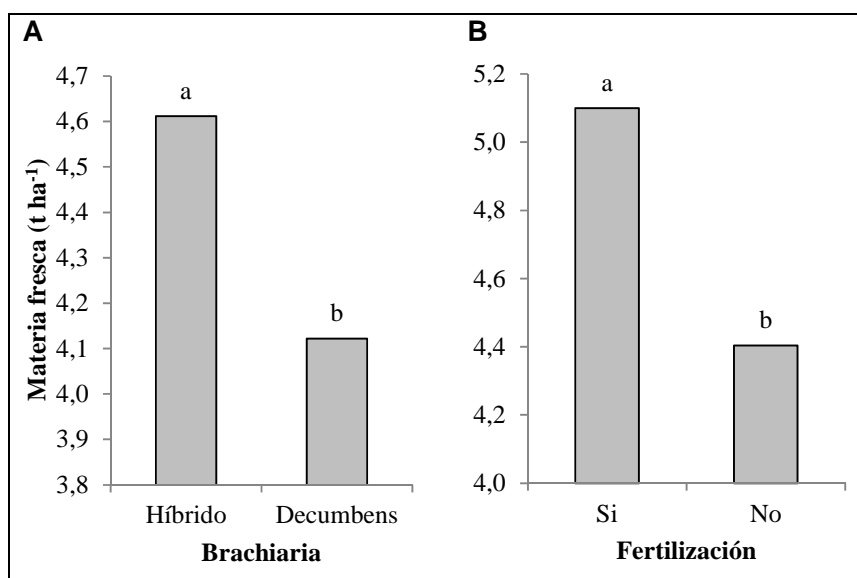 A
Materia fresca (t ha⁻¹)
4,7
4,6
4,5
4,4
4,3
4,2
4,1
4,0
3,9
3,8
a
b
Híbrido Decumbens
Brachiaria
B
5,2
5,0
4,8
4,6
4,4
4,2
4,0
a
b
Si No
Fertilización